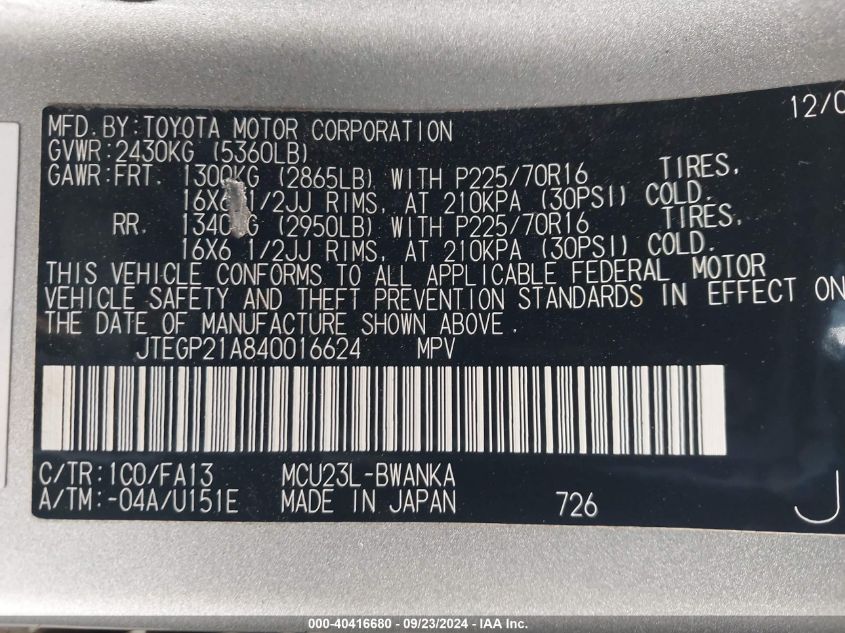 12/0
MFD. BY: TOYOTA MOTOR CORPORATION
GVWR: 2430KG (5360LB)
GAWR: FRT. 1300KG (2865LB) WITH P225/70R16 TIRES,
16X6 1/2JJ RIMS, AT 210KPA (30PSI) COLD.
RR. 1340KG (2950LB) WITH P225/70R16 TIRES,
16X6 1/2JJ RIMS, AT 210KPA (30PSI) COLD.
THIS VEHICLE CONFORMS TO ALL APPLICABLE FEDERAL MOTOR
VEHICLE SAFETY AND THEFT PREVENTION STANDARDS IN EFFECT ON
THE DATE OF MANUFACTURE SHOWN ABOVE.
JTEGP21A840016624 MPV
C/TR: 1C0/FA13 MCU23L-BWANKA
A/TM: -04A/U151E MADE IN JAPAN 726 J
000-40416680 - 09/23/2024 - IAA Inc.